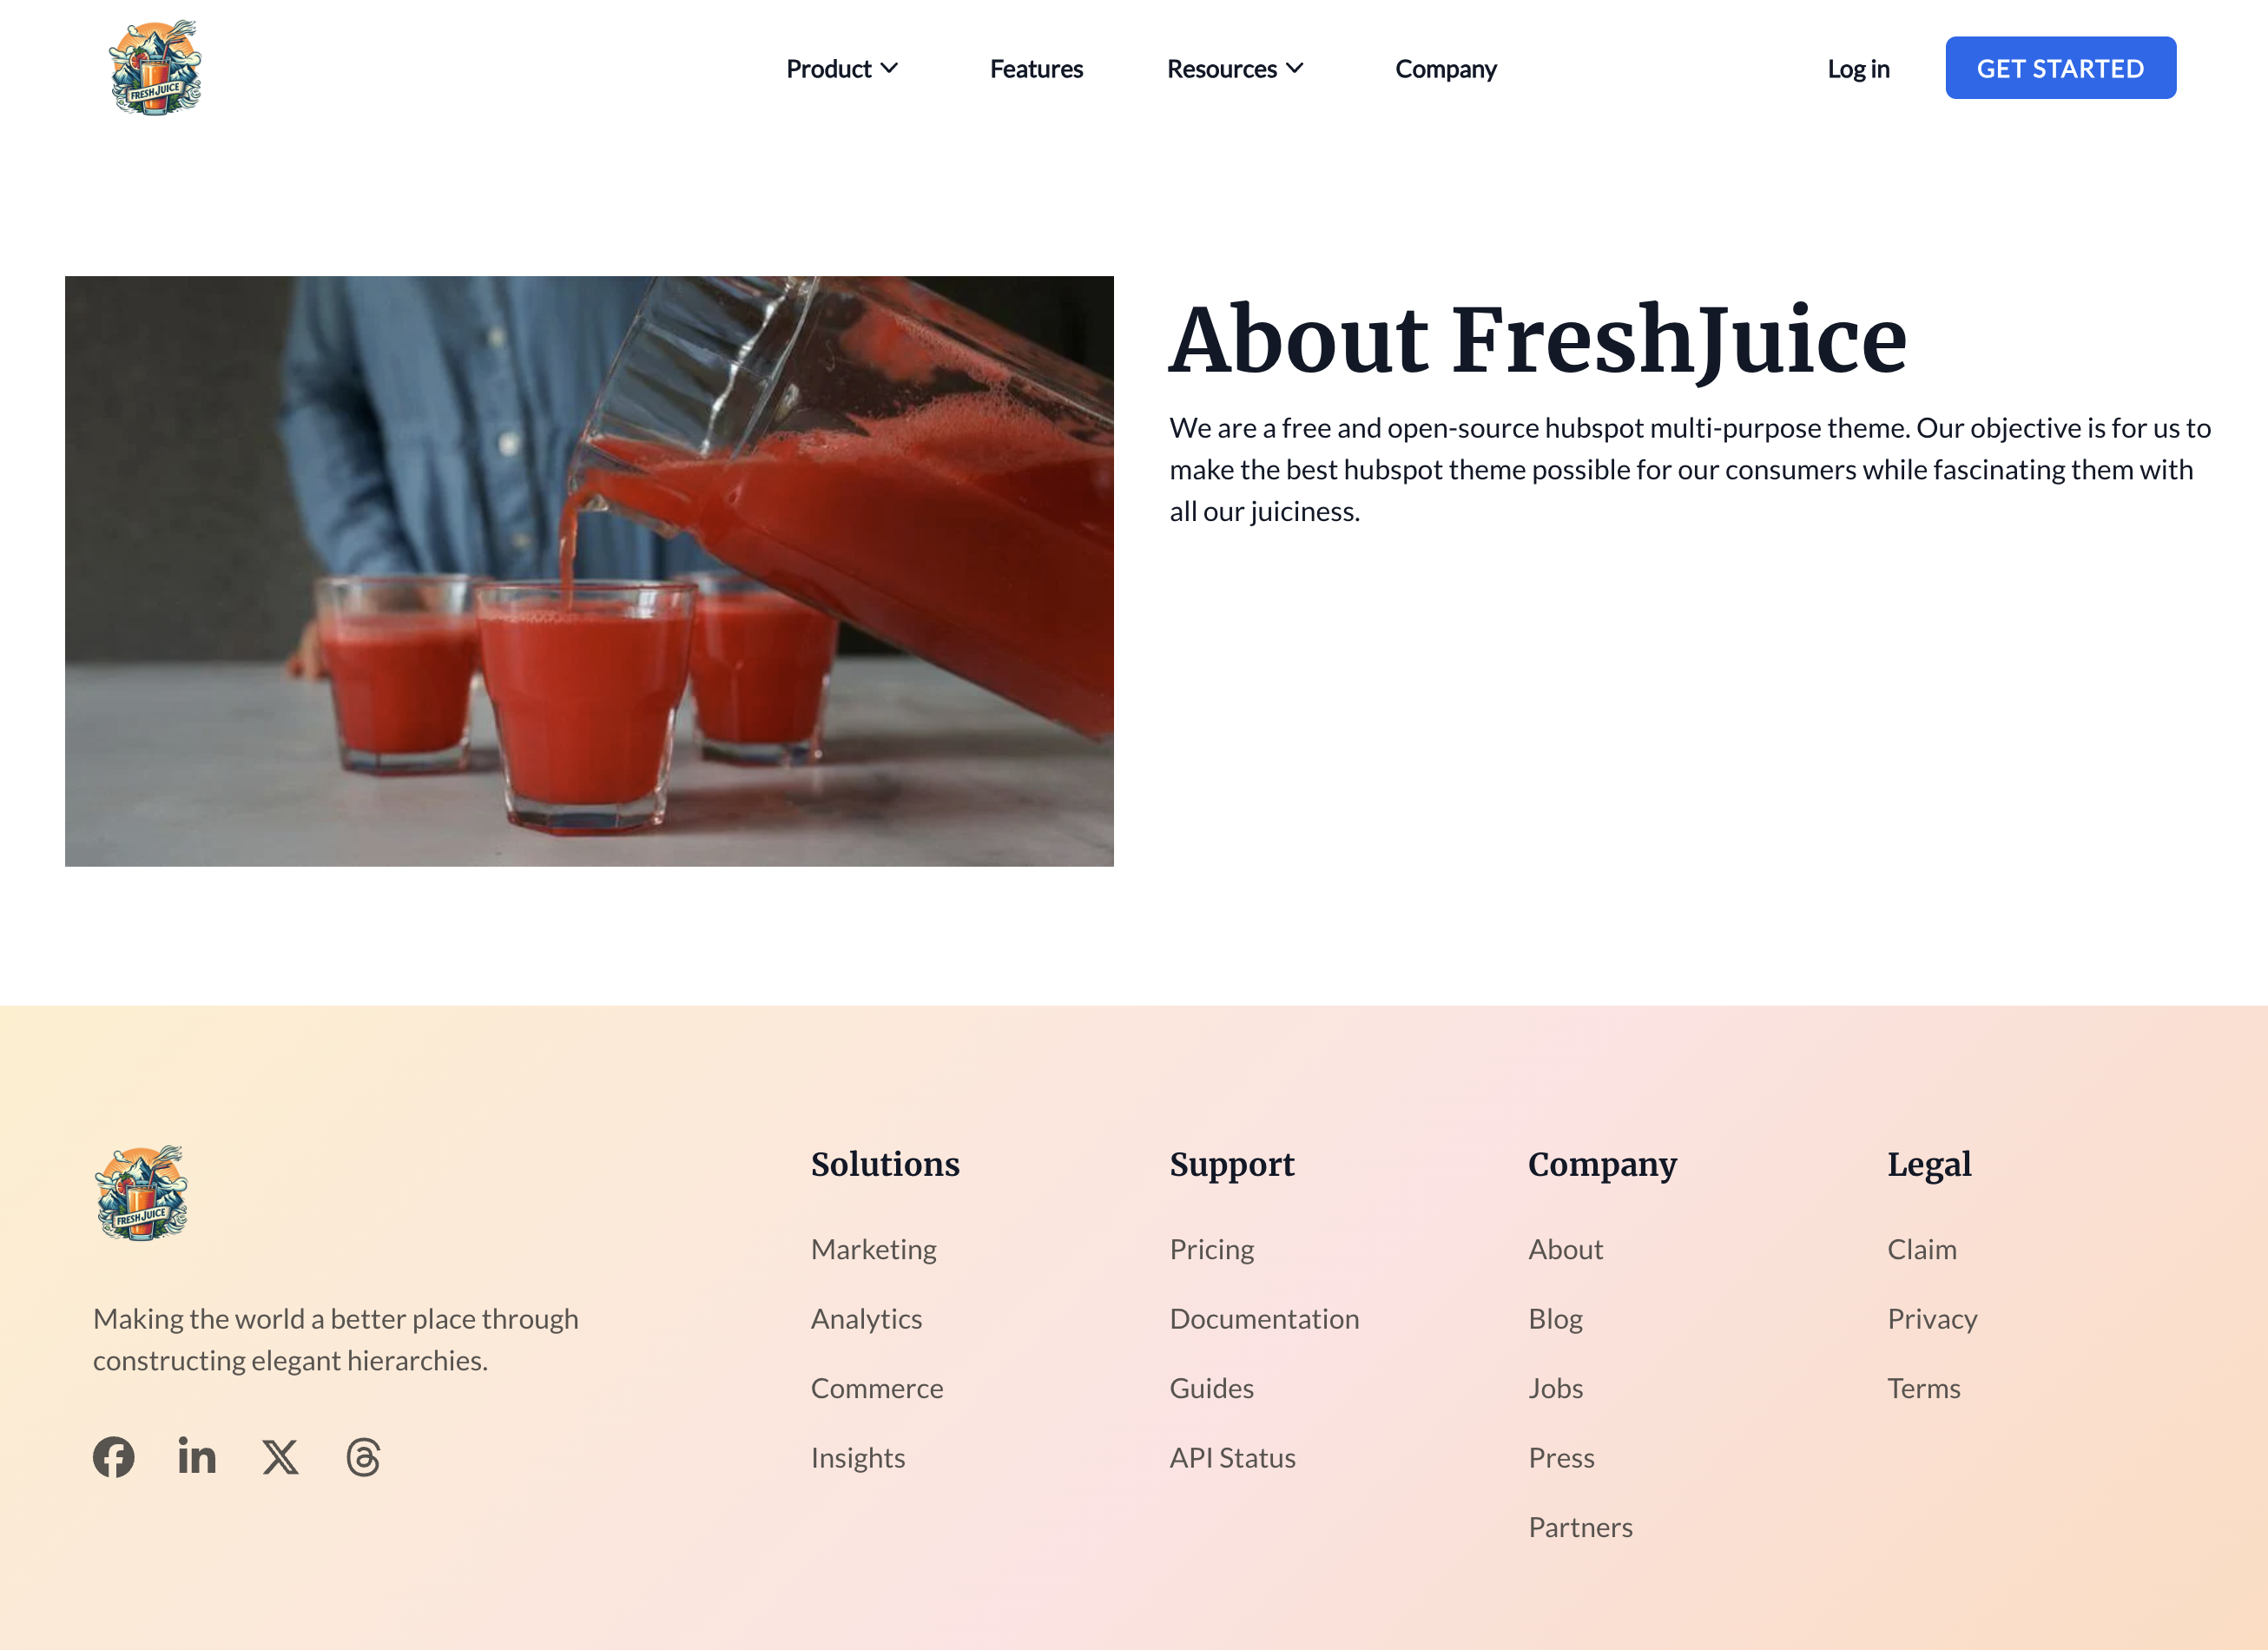 FRESH JUICE
Product
Features
Resources
Company
Log in
GET STARTED
About FreshJuice
We are a free and open-source hubspot multi-purpose theme. Our objective is for us to
make the best hubspot theme possible for our consumers while fascinating them with
all our juiciness.
FRESH JUICE
Making the world a better place through
constructing elegant hierarchies.
Solutions
Marketing
Analytics
Commerce
Insights
Support
Pricing
Documentation
Guides
API Status
Company
About
Blog
Jobs
Press
Partners
Legal
Claim
Privacy
Terms